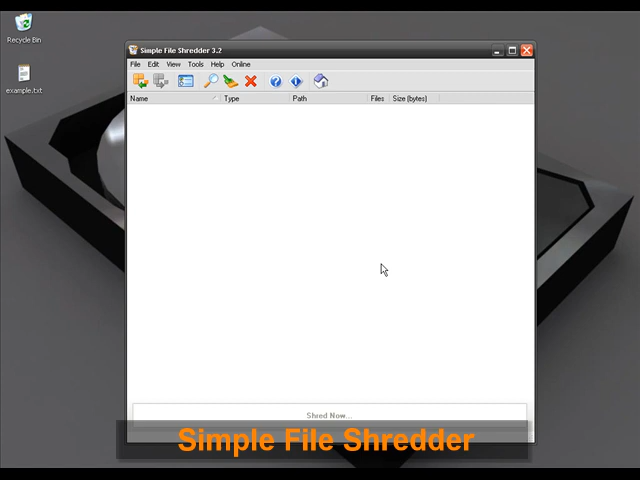 Recycle Bin
example.txt
Simple File Shredder 3.2
File Edit View Tools Help Online
Name Type Path Files Size (bytes)
Shred Now...
Simple File Shredder